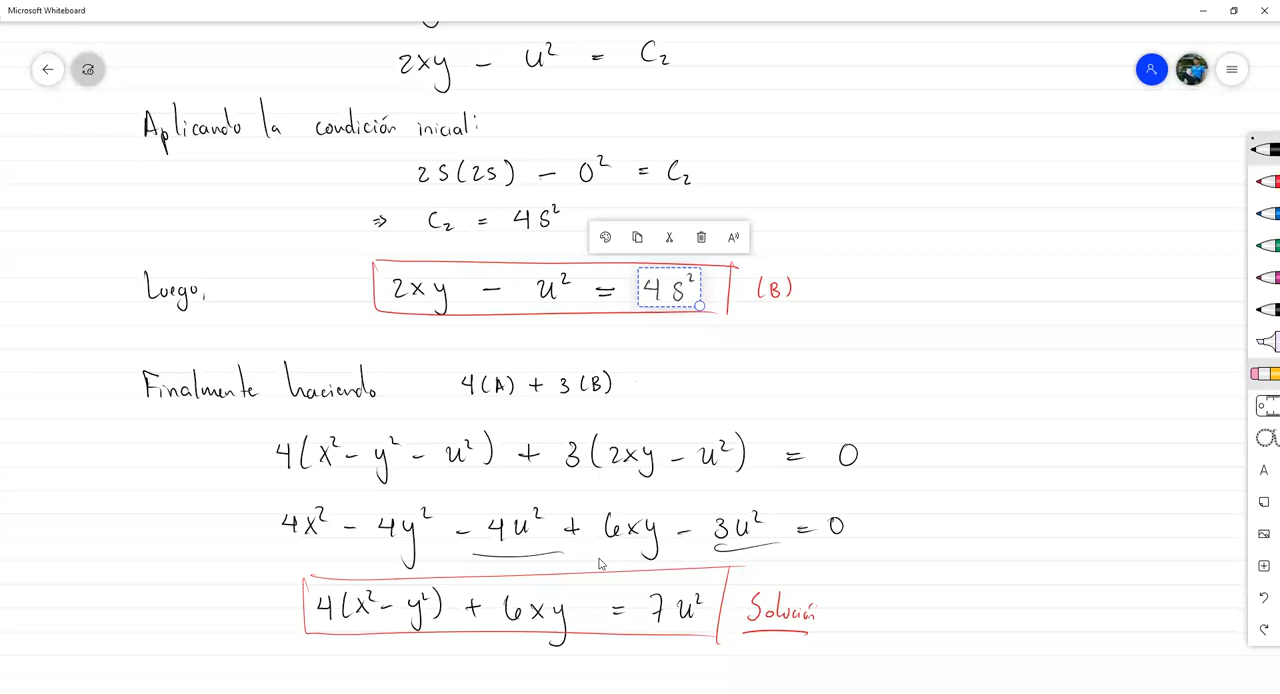 Microsoft Whiteboard
2xy - u² = C₂
Aplicando la condición inicial:
2S(2S) - 0² = C₂
⇒ C₂ = 4S²
Luego, 2xy - u² = 4S² (B)
Finalmente haciendo 4(A) + 3(B)
4(x² - y² - u²) + 3(2xy - u²) = 0
4x² - 4y² - 4u² + 6xy - 3u² = 0
4(x² - y²) + 6xy = 7u² Solución